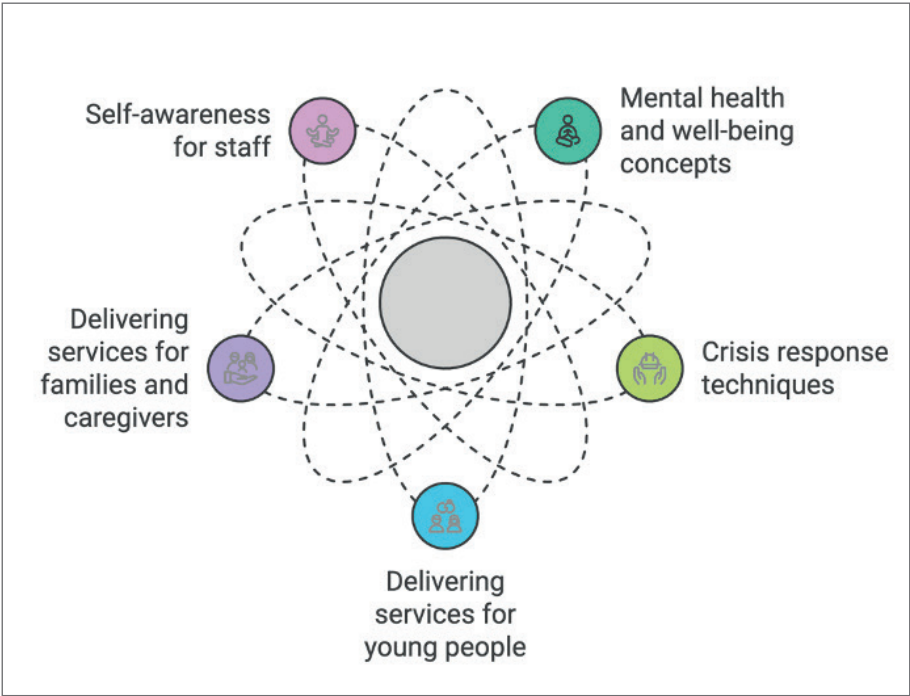 Self-awareness
for staff
Mental health
and well-being
concepts
Delivering
services for
families and
caregivers
Crisis response
techniques
Delivering
services for
young people